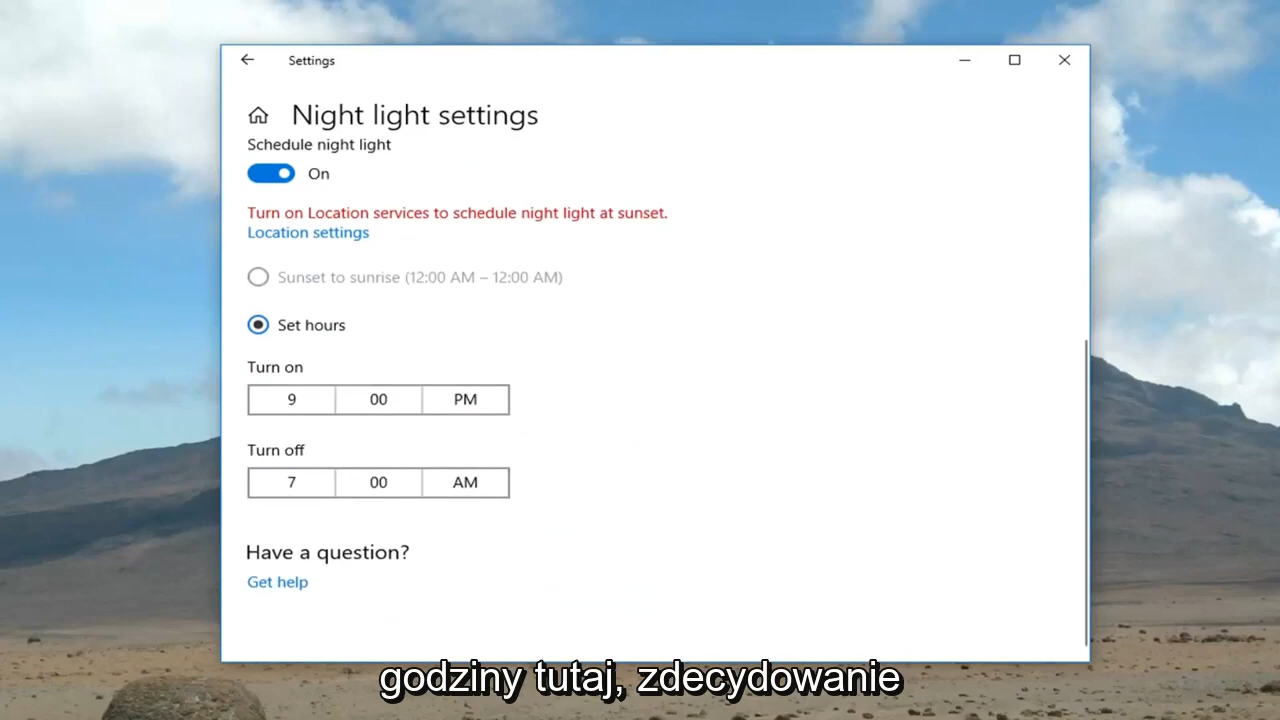 Settings
Night light settings
Schedule night light
On
Turn on Location services to schedule night light at sunset.
Location settings
Sunset to sunrise (12:00 AM – 12:00 AM)
Set hours
Turn on
9 00 PM
Turn off
7 00 AM
Have a question?
Get help
godziny tutaj, zdecydowanie